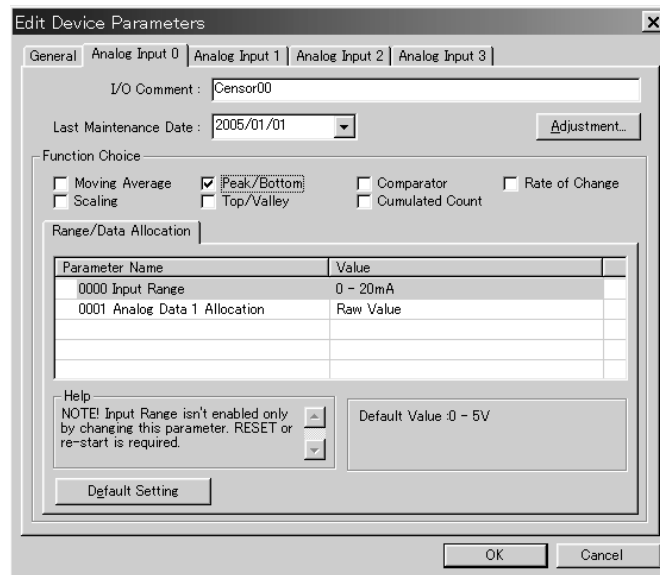 Edit Device Parameters
General Analog Input 0 Analog Input 1 Analog Input 2 Analog Input 3
I/O Comment : Censor00
Last Maintenance Date : 2005/01/01 Adjustment...
Function Choice
Moving Average Peak/Bottom Comparator Rate of Change
Scaling Top/Valley Cumulated Count
Range/Data Allocation
Parameter Name Value
0000 Input Range 0 - 20mA
0001 Analog Data 1 Allocation Raw Value
Help
NOTE! Input Range isn't enabled only
by changing this parameter. RESET or
re-start is required.
Default Value :0 - 5V
Default Setting
OK Cancel